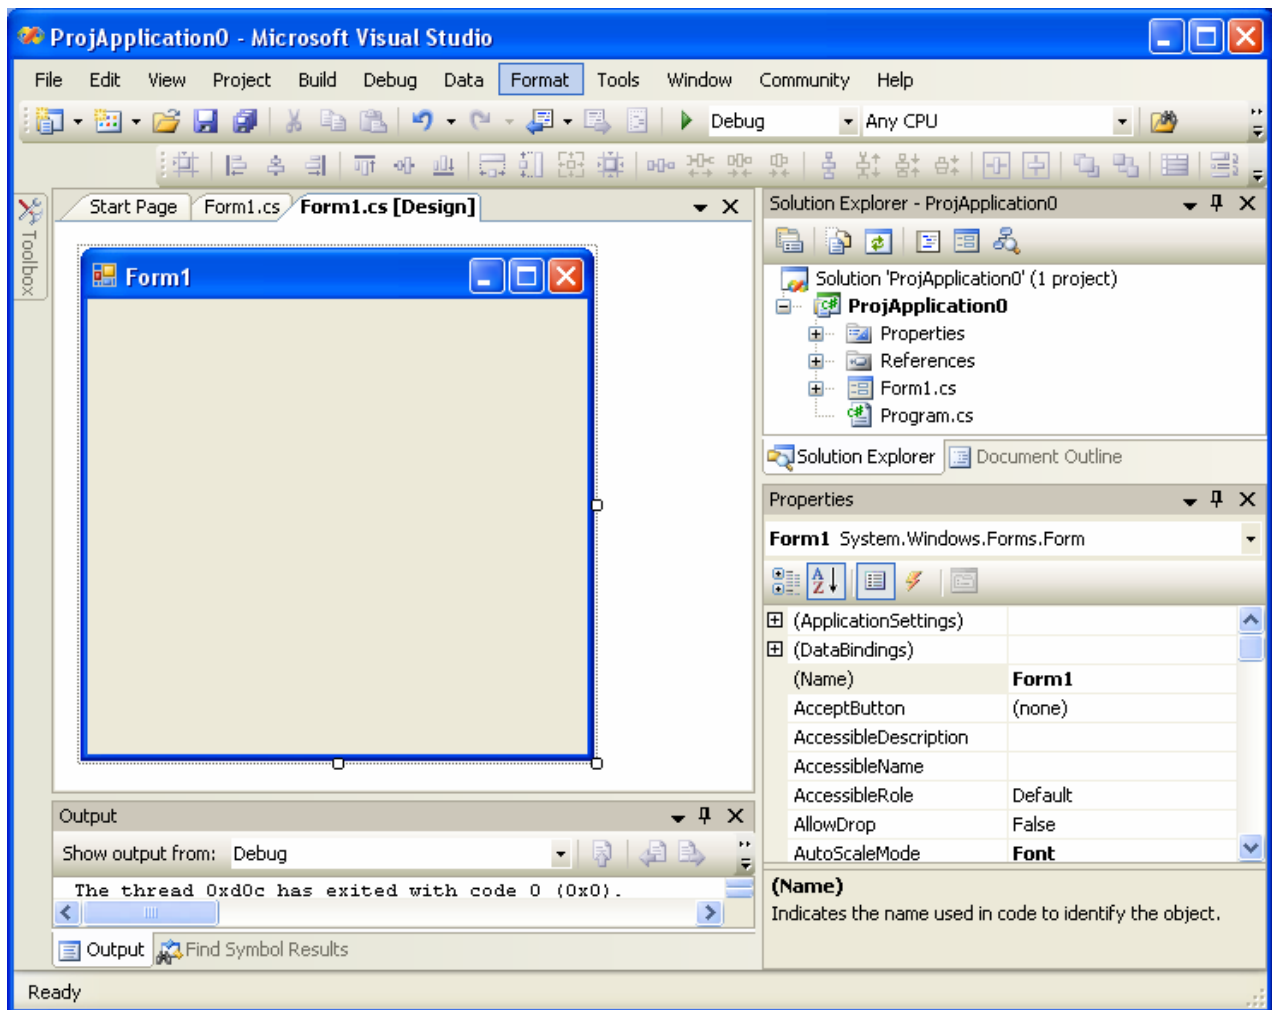 ProjApplication0 - Microsoft Visual Studio
File Edit View Project Build Debug Data Format Tools Window Community Help
Debug Any CPU
Toolbox
Start Page Form1.cs Form1.cs [Design]
Form1
Solution Explorer - ProjApplication0
Solution 'ProjApplication0' (1 project)
ProjApplication0
Properties
References
Form1.cs
Program.cs
Solution Explorer Document Outline
Properties
Form1 System.Windows.Forms.Form
(ApplicationSettings)
(DataBindings)
(Name) Form1
AcceptButton (none)
AccessibleDescription
AccessibleName
AccessibleRole Default
AllowDrop False
AutoScaleMode Font
(Name)
Indicates the name used in code to identify the object.
Output
Show output from: Debug
The thread 0xd0c has exited with code 0 (0x0).
Output Find Symbol Results
Ready